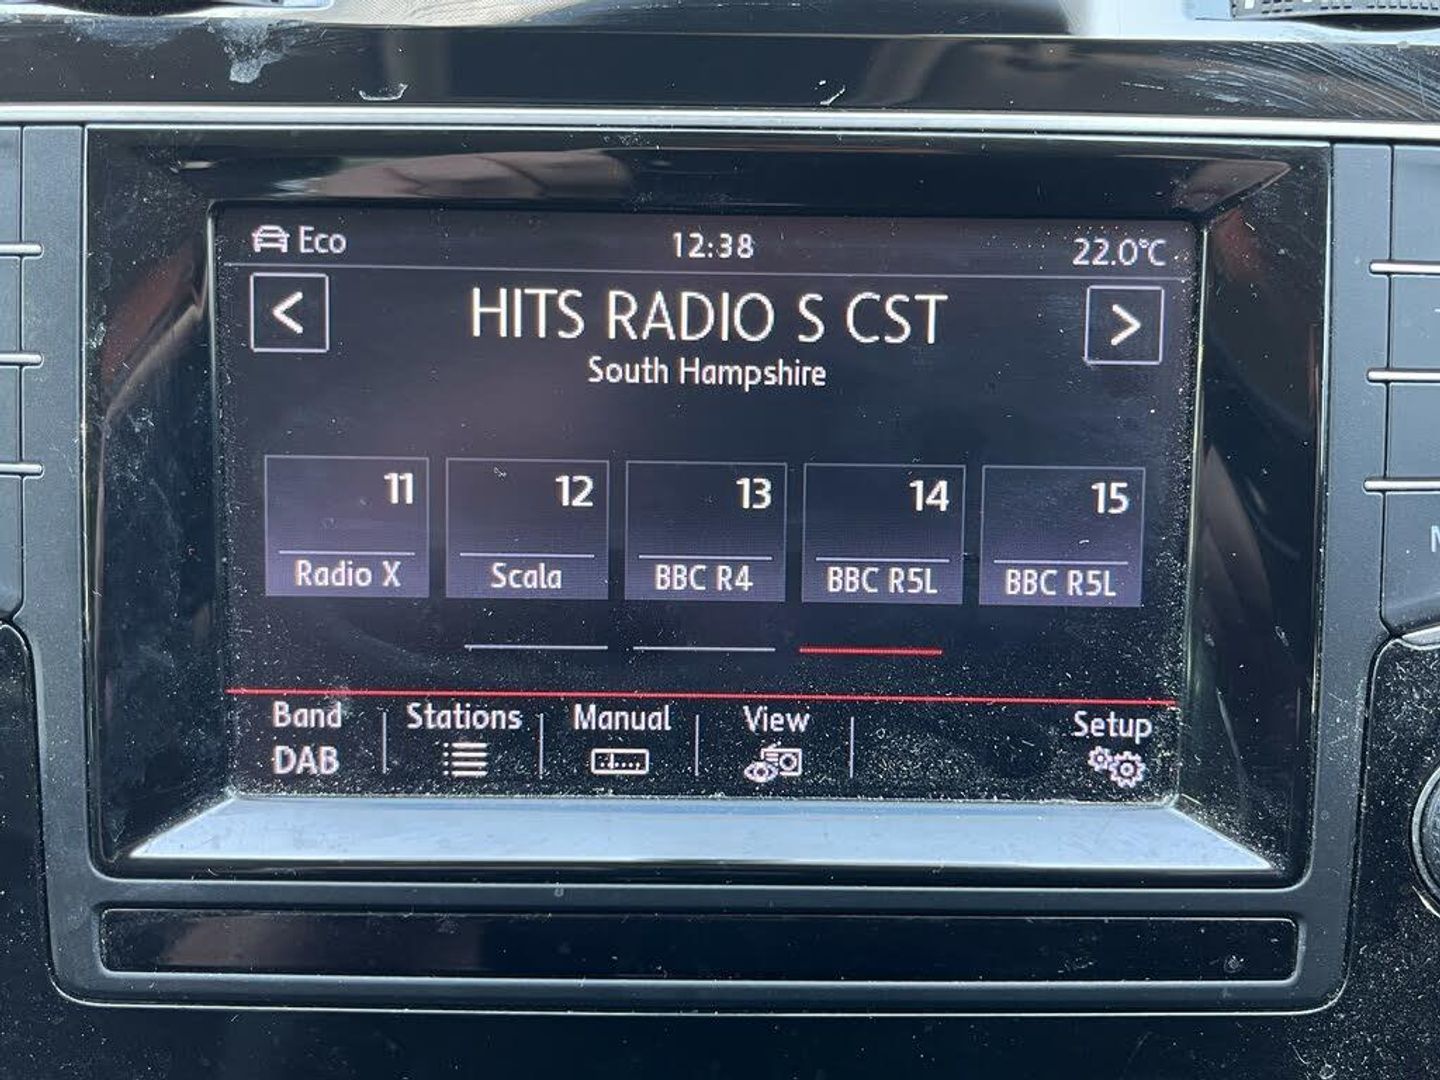 Eco 12:38 22.0°C
< HITS RADIO S CST >
South Hampshire
11 12 13 14 15
Radio X Scala BBC R4 BBC R5L BBC R5L
Band Stations Manual View Setup
DAB